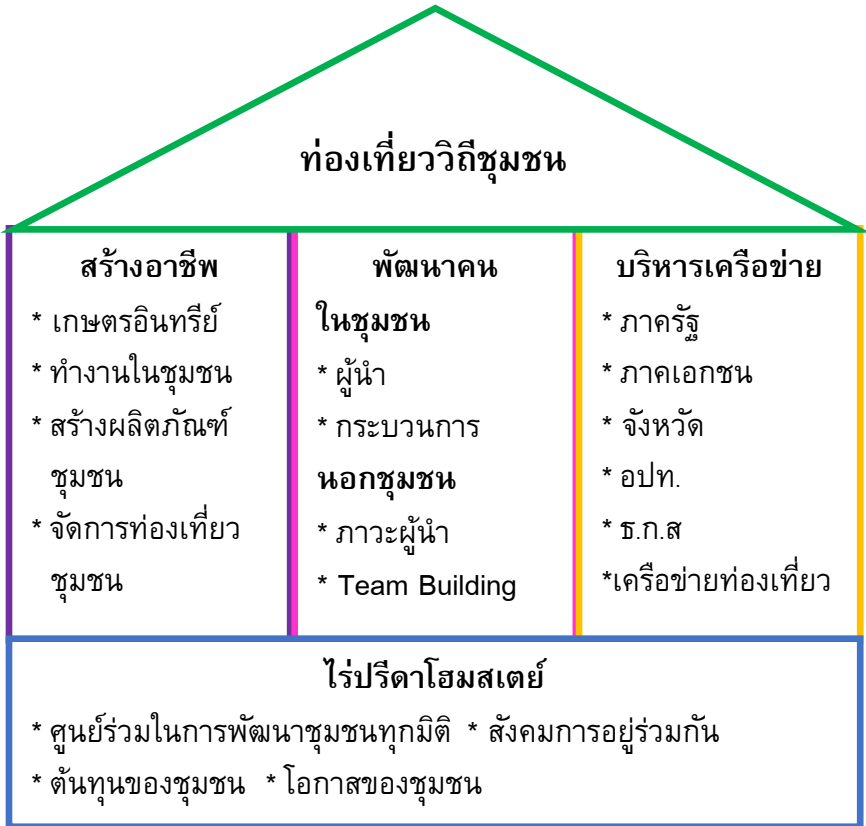 ท่องเที่ยววิถีชุมชน
สร้างอาชีพ
* เกษตรอินทรีย์
* ทำงานในชุมชน
* สร้างผลิตภัณฑ์
ชุมชน
* จัดการท่องเที่ยว
ชุมชน
พัฒนาคน
ในชุมชน
* ผู้นำ
* กระบวนการ
นอกชุมชน
* ภาวะผู้นำ
* Team Building
บริหารเครือข่าย
* ภาครัฐ
* ภาคเอกชน
* จังหวัด
* อปท.
* ธ.ก.ส
*เครือข่ายท่องเที่ยว
ไร่ปรีดาโฮมสเตย์
* ศูนย์ร่วมในการพัฒนาชุมชนทุกมิติ * สังคมการอยู่ร่วมกัน
* ต้นทุนของชุมชน * โอกาสของชุมชน